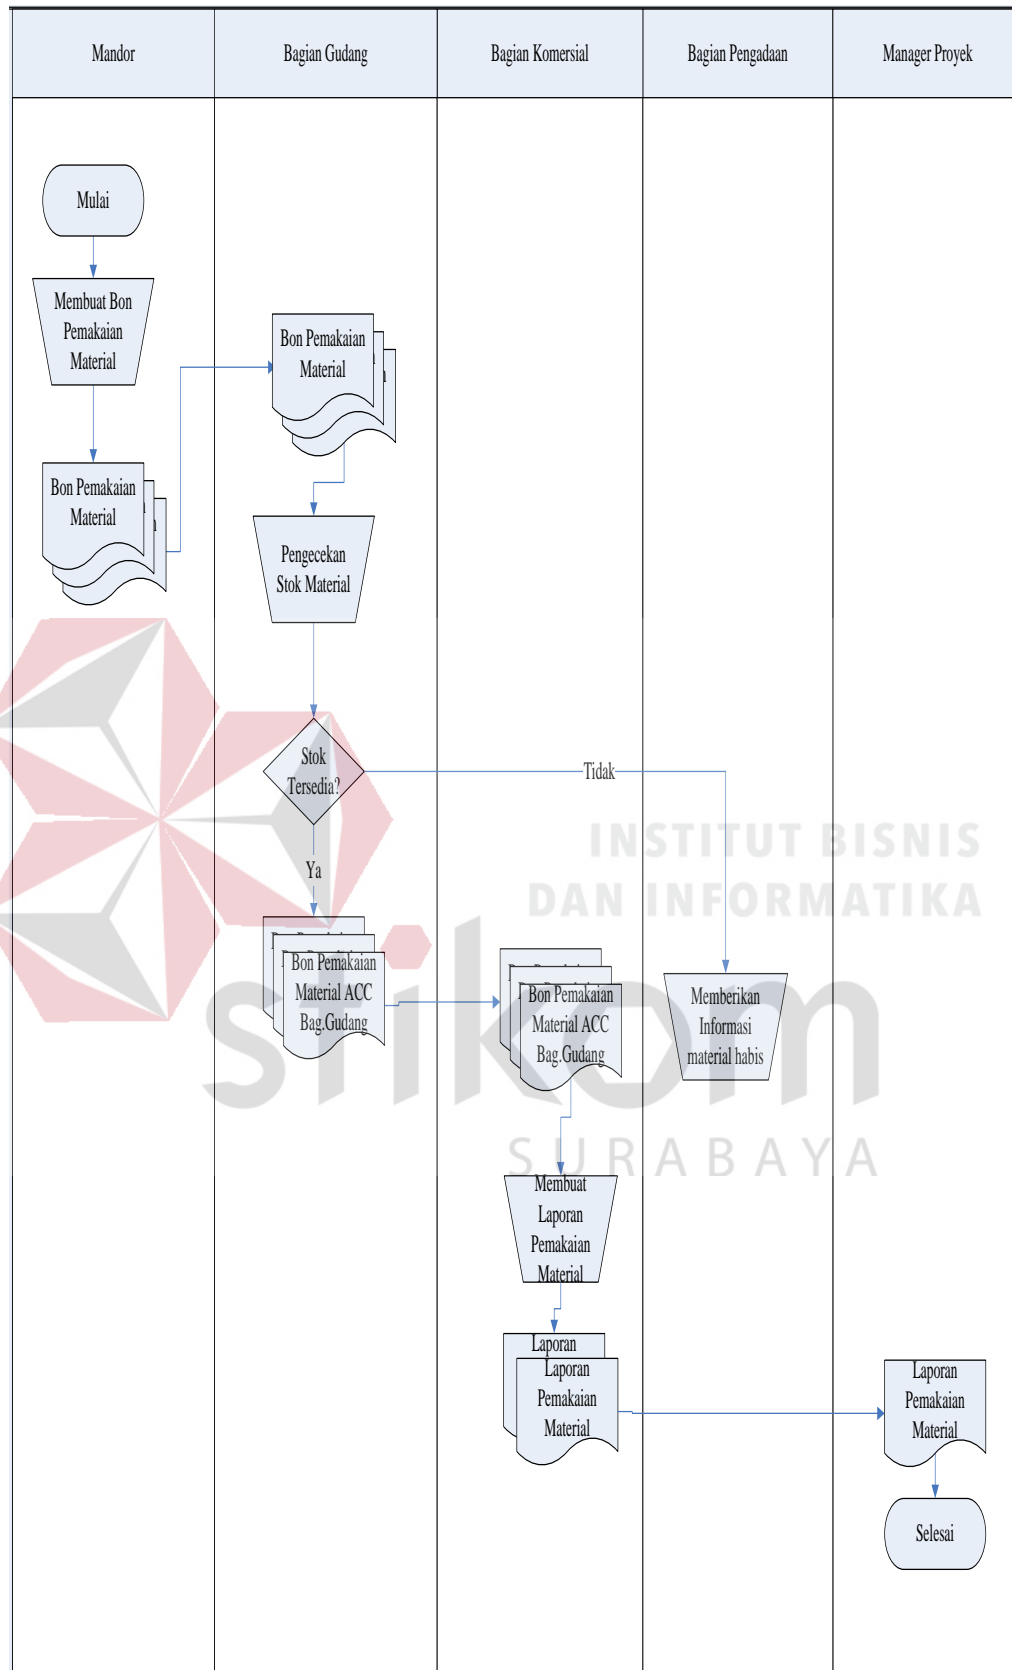 Mandor
Bagian Gudang
Bagian Komersial
Bagian Pengadaan
Manager Proyek
Mulai
Membuat Bon
Pemakaian
Material
Bon Pemakaian
Material
Bon Pemakaian
Material
Pengecekan
Stok Material
Stok
Tersedia?
Tidak
Ya
INSTITUT BISNIS
DAN INFORMATIKA
stikom
SURABAYA
Bon Pemakaian
Material ACC
Bag.Gudang
Bon Pemakaian
Material ACC
Bag.Gudang
Memberikan
Informasi
material habis
Membuat
Laporan
Pemakaian
Material
Laporan
Laporan
Pemakaian
Material
Laporan
Pemakaian
Material
Selesai